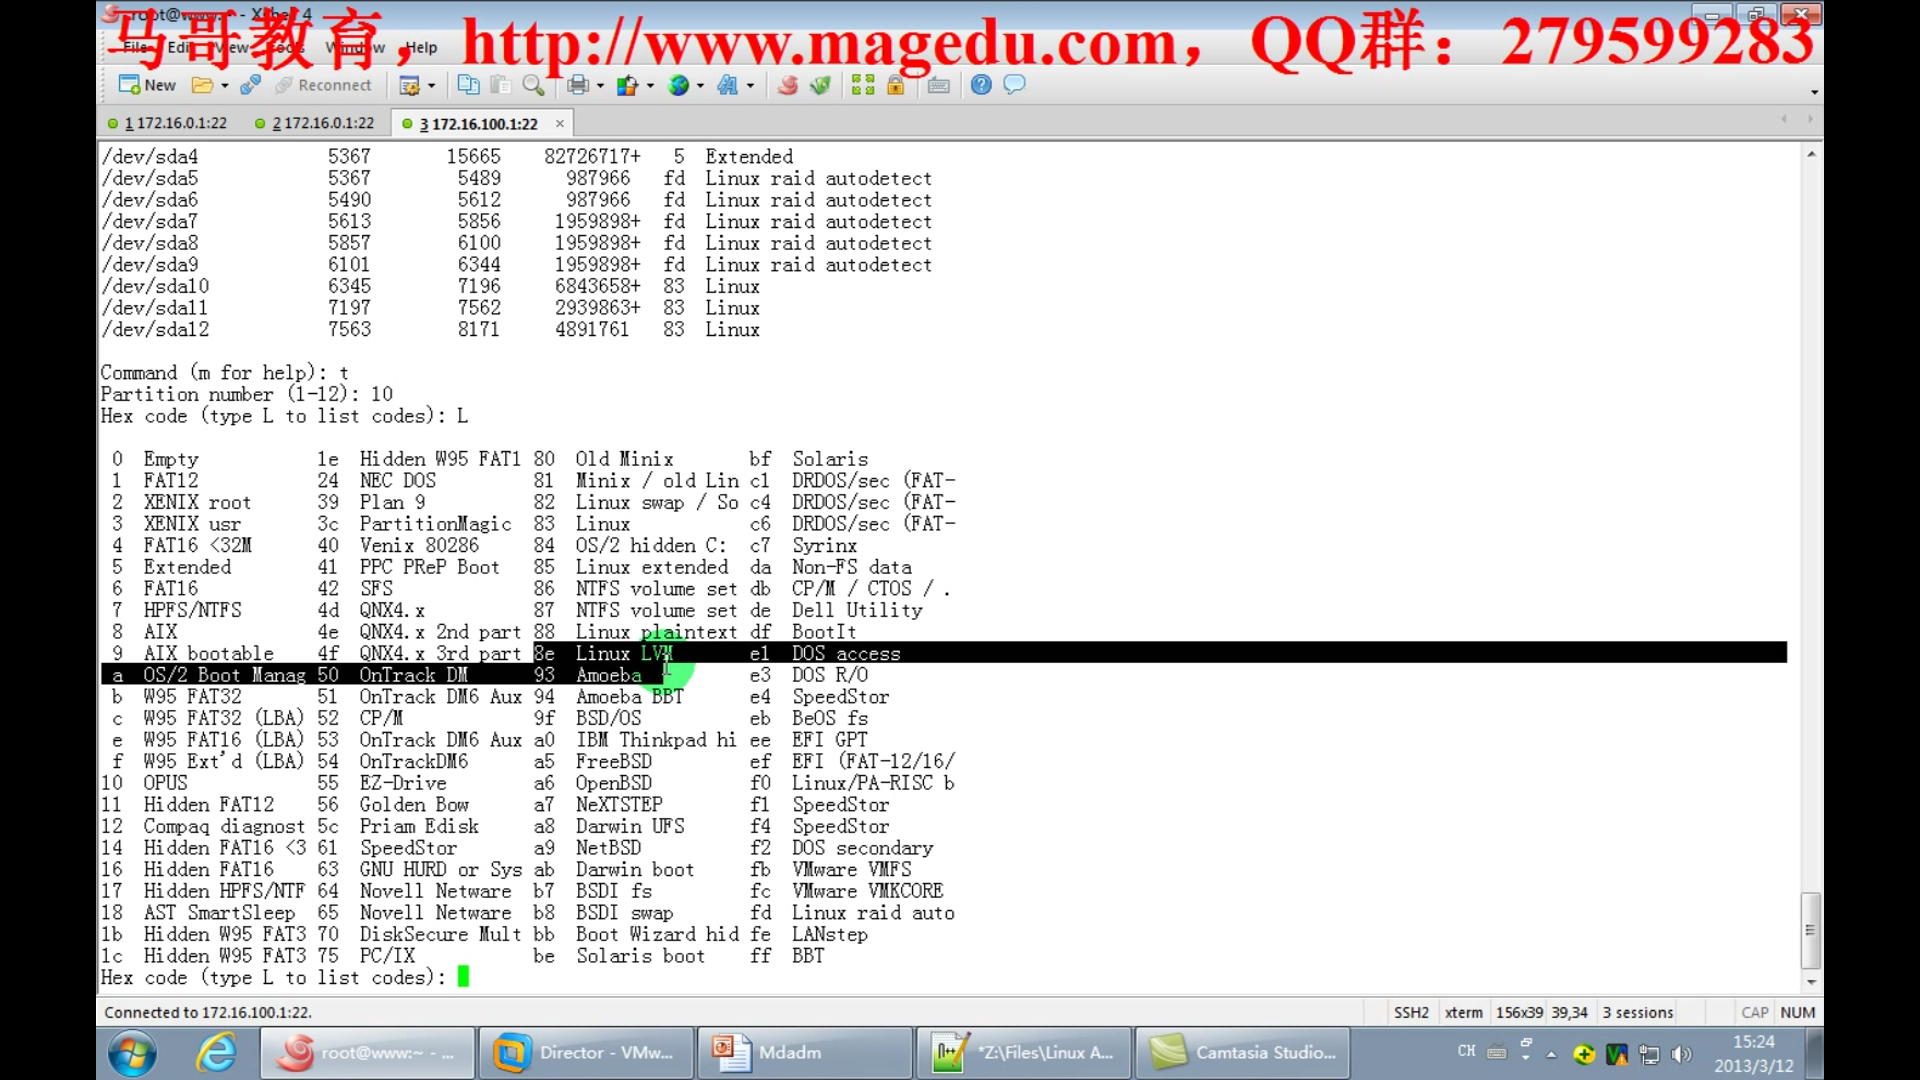 root@www:~ - Xshell 4
马哥教育，http://www.magedu.com，QQ群：279599283
File Edit View Tools Window Help
New Reconnect
1 172.16.0.1:22 2 172.16.0.1:22 3 172.16.100.1:22
/dev/sda4 5367 15665 82726717+ 5 Extended
/dev/sda5 5367 5489 987966 fd Linux raid autodetect
/dev/sda6 5490 5612 987966 fd Linux raid autodetect
/dev/sda7 5613 5856 1959898+ fd Linux raid autodetect
/dev/sda8 5857 6100 1959898+ fd Linux raid autodetect
/dev/sda9 6101 6344 1959898+ fd Linux raid autodetect
/dev/sda10 6345 7196 6843658+ 83 Linux
/dev/sda11 7197 7562 2939863+ 83 Linux
/dev/sda12 7563 8171 4891761 83 Linux
Command (m for help): t
Partition number (1-12): 10
Hex code (type L to list codes): L
0 Empty 1e Hidden W95 FAT1 80 Old Minix bf Solaris
1 FAT12 24 NEC DOS 81 Minix / old Lin c1 DRDOS/sec (FAT-
2 XENIX root 39 Plan 9 82 Linux swap / So c4 DRDOS/sec (FAT-
3 XENIX usr 3c PartitionMagic 83 Linux c6 DRDOS/sec (FAT-
4 FAT16 <32M 40 Venix 80286 84 OS/2 hidden C: c7 Syrinx
5 Extended 41 PPC PReP Boot 85 Linux extended da Non-FS data
6 FAT16 42 SFS 86 NTFS volume set db CP/M / CTOS / .
7 HPFS/NTFS 4d QNX4.x 87 NTFS volume set de Dell Utility
8 AIX 4e QNX4.x 2nd part 88 Linux plaintext df BootIt
9 AIX bootable 4f QNX4.x 3rd part 8e Linux LVM e1 DOS access
a OS/2 Boot Manag 50 OnTrack DM 93 Amoeba e3 DOS R/O
b W95 FAT32 51 OnTrack DM6 Aux 94 Amoeba BBT e4 SpeedStor
c W95 FAT32 (LBA) 52 CP/M 9f BSD/OS eb BeOS fs
e W95 FAT16 (LBA) 53 OnTrack DM6 Aux a0 IBM Thinkpad hi ee EFI GPT
f W95 Ext'd (LBA) 54 OnTrackDM6 a5 FreeBSD ef EFI (FAT-12/16/
10 OPUS 55 EZ-Drive a6 OpenBSD f0 Linux/PA-RISC b
11 Hidden FAT12 56 Golden Bow a7 NeXTSTEP f1 SpeedStor
12 Compaq diagnost 5c Priam Edisk a8 Darwin UFS f4 SpeedStor
14 Hidden FAT16 <3 61 SpeedStor a9 NetBSD f2 DOS secondary
16 Hidden FAT16 63 GNU HURD or Sys ab Darwin boot fb VMware VMFS
17 Hidden HPFS/NTF 64 Novell Netware b7 BSDI fs fc VMware VMKCORE
18 AST SmartSleep 65 Novell Netware b8 BSDI swap fd Linux raid auto
1b Hidden W95 FAT3 70 DiskSecure Mult bb Boot Wizard hid fe LANstep
1c Hidden W95 FAT3 75 PC/IX be Solaris boot ff BBT
Hex code (type L to list codes):
Connected to 172.16.100.1:22. SSH2 xterm 156x39 39,34 3 sessions CAP NUM
root@www:~ - ... Director - VMw... Mdadm *Z:\Files\Linux A... Camtasia Studio... CH 15:24
2013/3/12